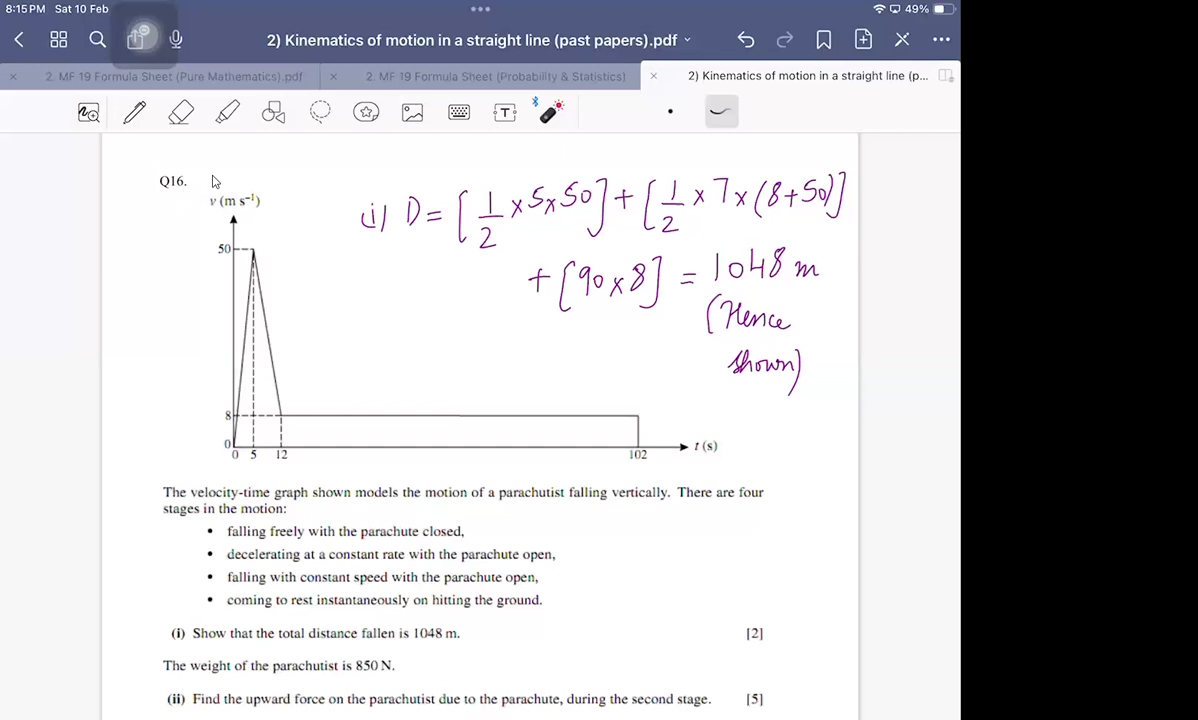 8:15 PM Sat 10 Feb
49%
2) Kinematics of motion in a straight line (past papers).pdf
2. MF 19 Formula Sheet (Pure Mathematics).pdf
2. MF 19 Formula Sheet (Probability & Statistics)
2) Kinematics of motion in a straight line (p...
Q16.
v (m s⁻¹)
50
8
0
0 5 12 102
t (s)
(i) D = [1/2 × 5 × 50] + [1/2 × 7 × (8+50)]
+ [90 × 8] = 1048 m
(Hence
shown)
The velocity-time graph shown models the motion of a parachutist falling vertically. There are four
stages in the motion:
• falling freely with the parachute closed,
• decelerating at a constant rate with the parachute open,
• falling with constant speed with the parachute open,
• coming to rest instantaneously on hitting the ground.
(i) Show that the total distance fallen is 1048 m. [2]
The weight of the parachutist is 850 N.
(ii) Find the upward force on the parachutist due to the parachute, during the second stage. [5]